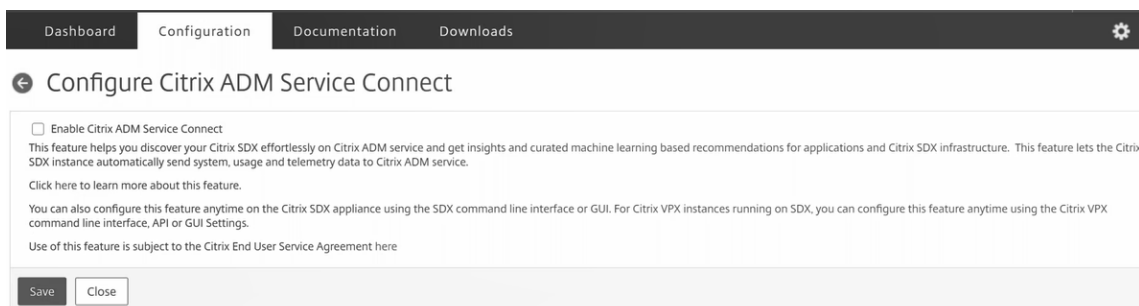 Dashboard Configuration Documentation Downloads
Configure Citrix ADM Service Connect
Enable Citrix ADM Service Connect
This feature helps you discover your Citrix SDX effortlessly on Citrix ADM service and get insights and curated machine learning based recommendations for applications and Citrix SDX infrastructure. This feature lets the Citrix
SDX instance automatically send system, usage and telemetry data to Citrix ADM service.
Click here to learn more about this feature.
You can also configure this feature anytime on the Citrix SDX appliance using the SDX command line interface or GUI. For Citrix VPX instances running on SDX, you can configure this feature anytime using the Citrix VPX
command line interface, API or GUI Settings.
Use of this feature is subject to the Citrix End User Service Agreement here
Save Close